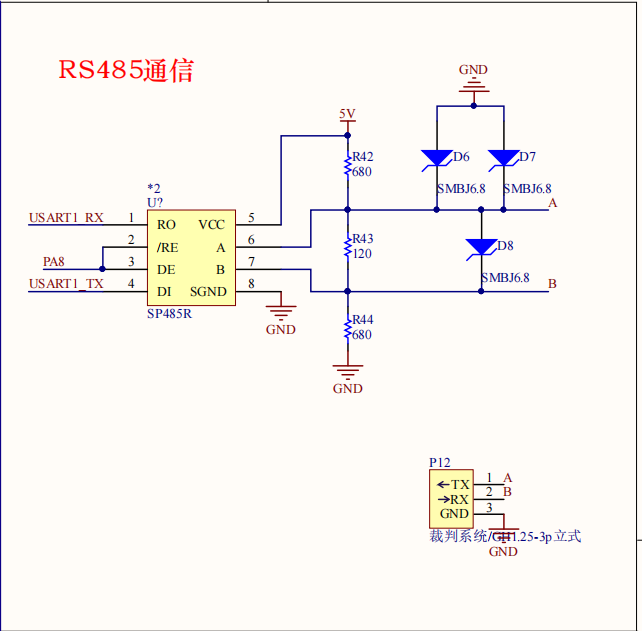 RS485通信
GND
5V
R42
680
D6
D7
SMBJ6.8
SMBJ6.8
*2
U?
A
USART1_RX
1
RO
VCC
5
2
/RE
A
6
R43
120
D8
PA8
3
DE
B
7
SMBJ6.8
USART1_TX
4
DI
SGND
8
B
SP485R
GND
R44
680
GND
P12
TX
1
A
RX
2
B
GND
3
裁判系统/GH1.25-3p立式
GND